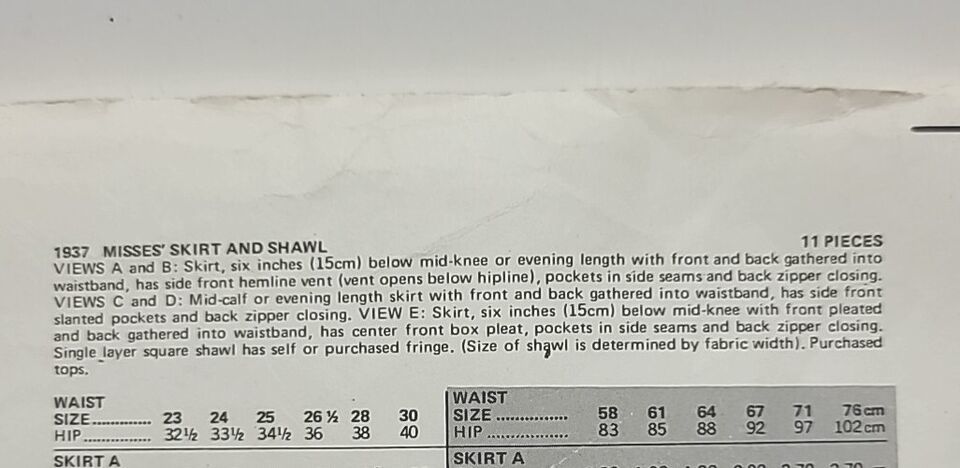 1937 MISSES' SKIRT AND SHAWL 11 PIECES
VIEWS A and B: Skirt, six inches (15cm) below mid-knee or evening length with front and back gathered into
waistband, has side front hemline vent (vent opens below hipline), pockets in side seams and back zipper closing.
VIEWS C and D: Mid-calf or evening length skirt with front and back gathered into waistband, has side front
slanted pockets and back zipper closing. VIEW E: Skirt, six inches (15cm) below mid-knee with front pleated
and back gathered into waistband, has center front box pleat, pockets in side seams and back zipper closing.
Single layer square shawl has self or purchased fringe. (Size of shawl is determined by fabric width). Purchased
tops.
WAIST
SIZE.............. 23 24 25 26 ½ 28 30
HIP.............. 32½ 33½ 34½ 36 38 40
SKIRT A
WAIST
SIZE ................ 58 61 64 67 71 76cm
HIP .................. 83 85 88 92 97 102cm
SKIRT A